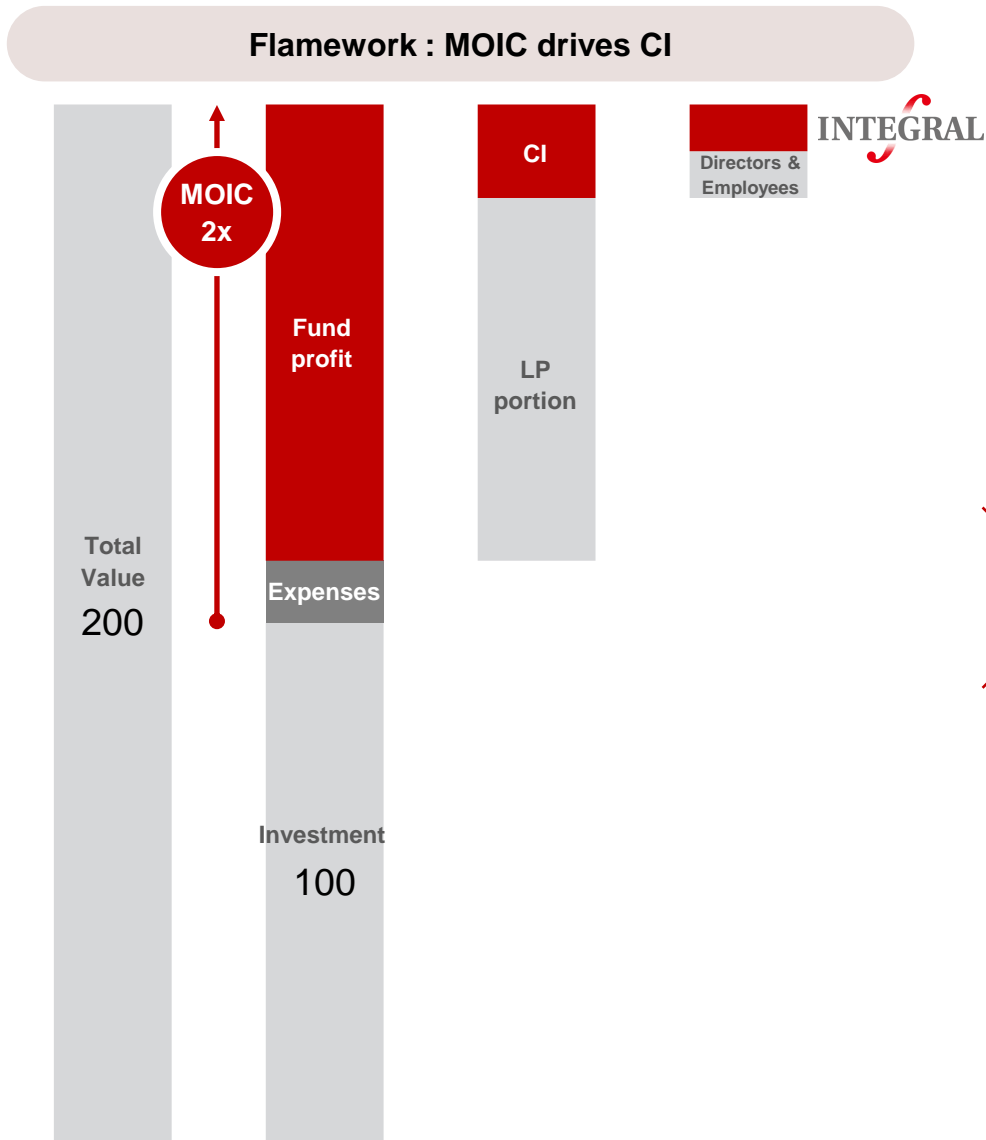 Flamework : MOIC drives CI
INTEGRAL
CI
Directors &
Employees
MOIC
2x
Fund
profit
LP
portion
Total
Value
200
Expenses
Investment
100